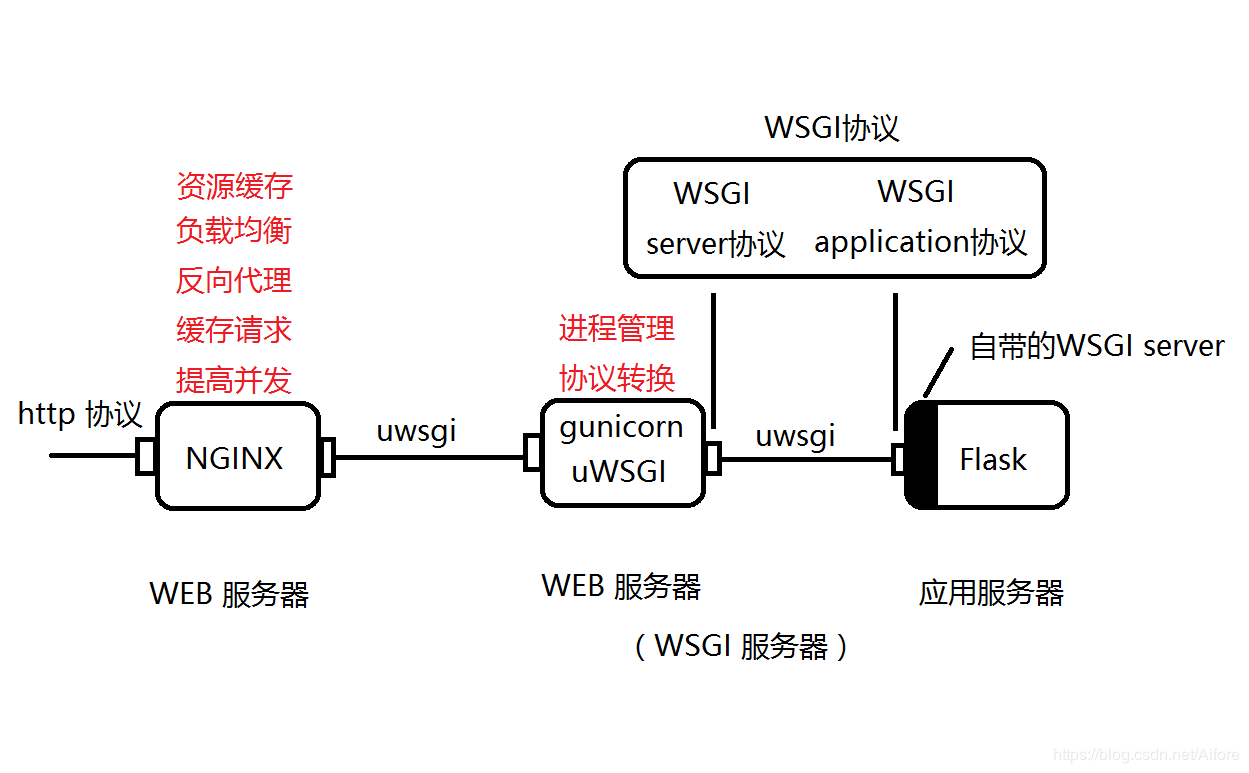 WSGI协议
WSGI
server协议
WSGI
application协议
资源缓存
负载均衡
反向代理
缓存请求
提高并发
进程管理
协议转换
自带的WSGI server
http 协议
NGINX
uwsgi
gunicorn
uWSGI
uwsgi
Flask
WEB 服务器
WEB 服务器
（WSGI 服务器）
应用服务器
https://blog.csdn.net/Aifore